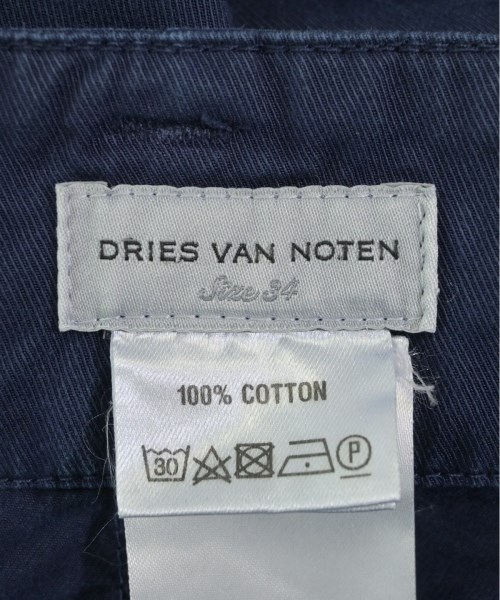 DRIES VAN NOTEN
Size 34
100% COTTON
30 P